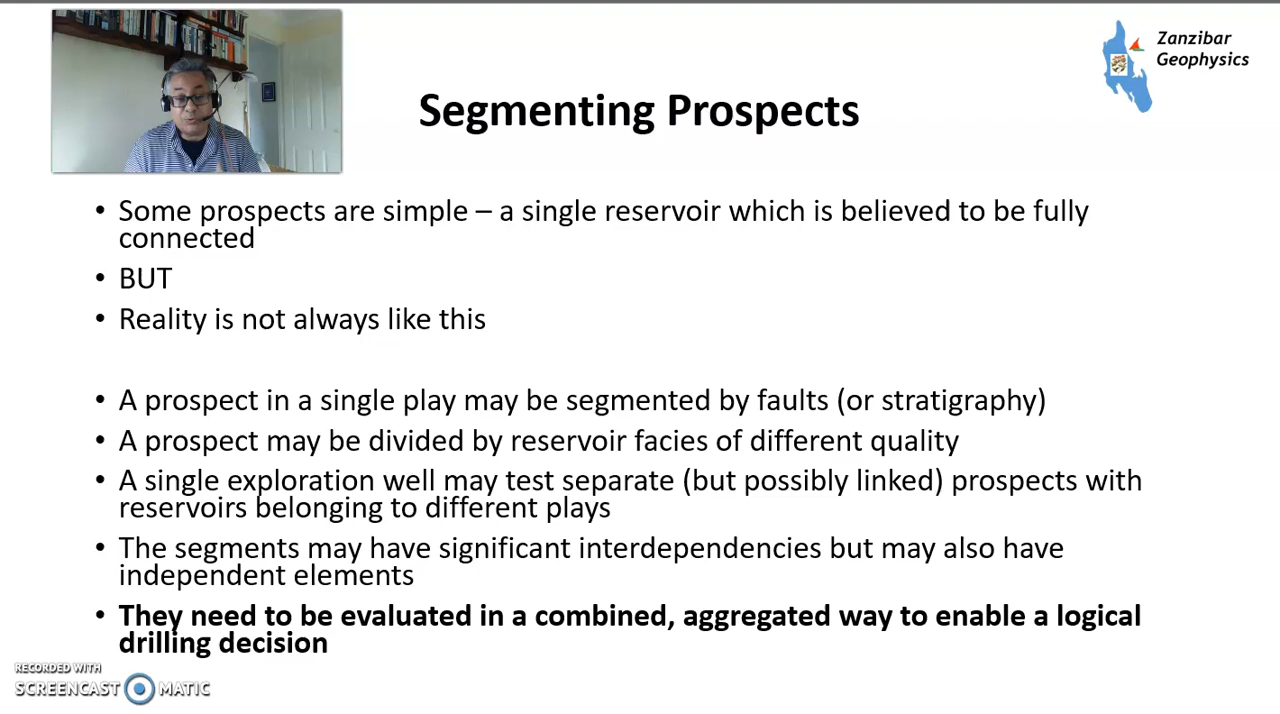 Zanzibar
Geophysics
Segmenting Prospects
• Some prospects are simple – a single reservoir which is believed to be fully
connected
• BUT
• Reality is not always like this
• A prospect in a single play may be segmented by faults (or stratigraphy)
• A prospect may be divided by reservoir facies of different quality
• A single exploration well may test separate (but possibly linked) prospects with
reservoirs belonging to different plays
• The segments may have significant interdependencies but may also have
independent elements
• They need to be evaluated in a combined, aggregated way to enable a logical
drilling decision
RECORDED WITH
SCREENCAST MATIC